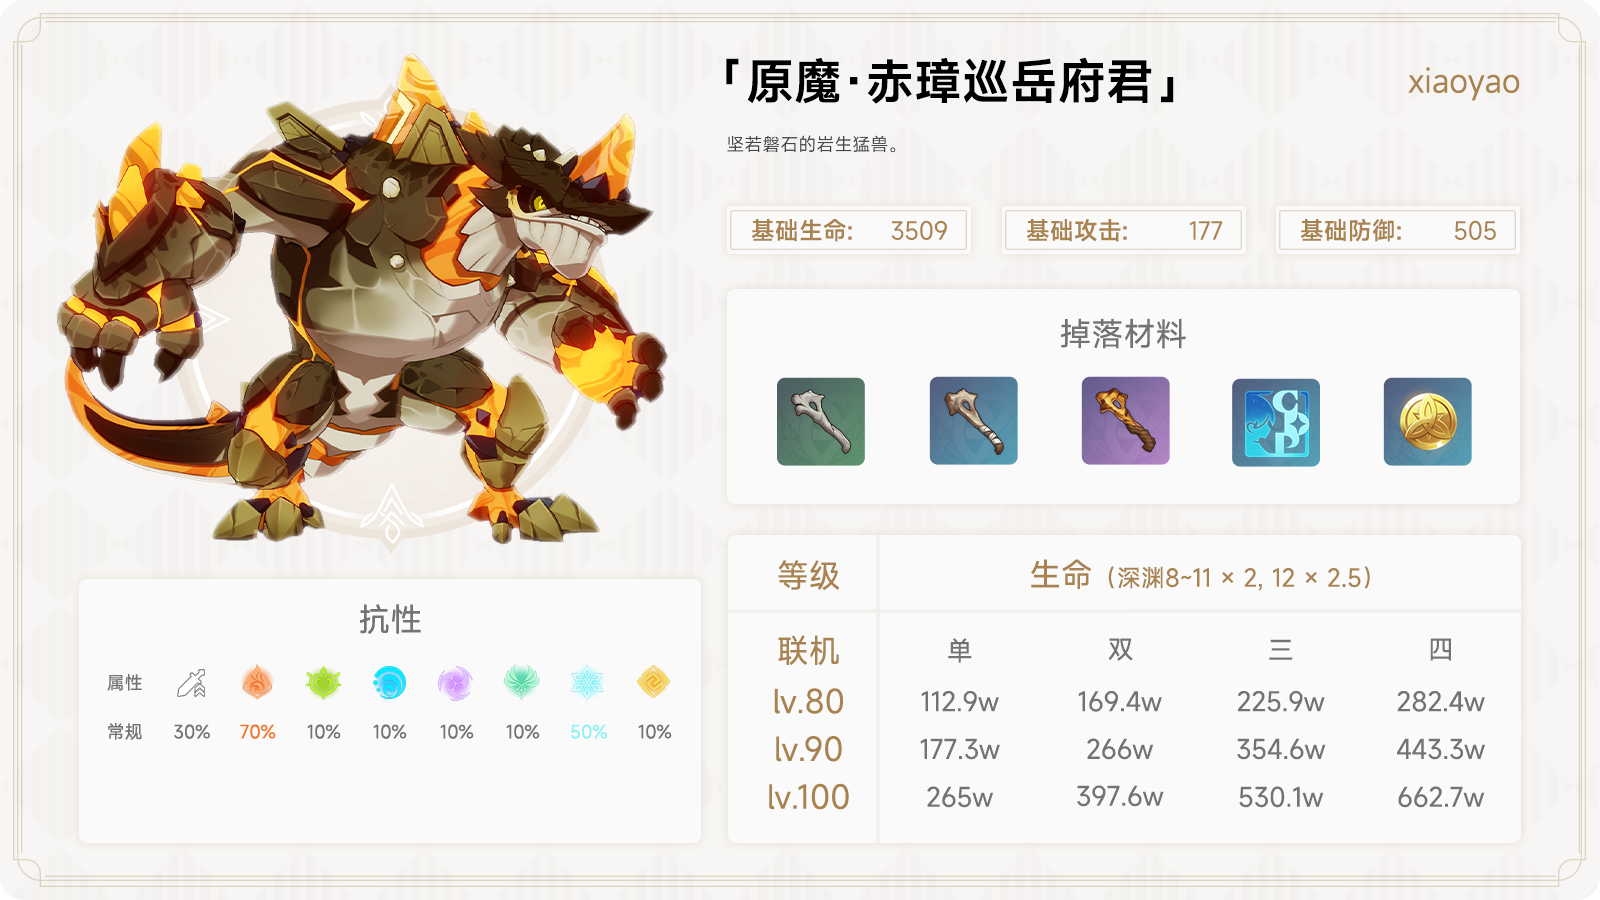 「原魔·赤璋巡岳府君」
xiaoyao
坚若磐石的岩生猛兽。
基础生命: 3509
基础攻击: 177
基础防御: 505
掉落材料
等级 生命（深渊8~11 × 2, 12 × 2.5）
联机 单 双 三 四
lv.80 112.9w 169.4w 225.9w 282.4w
lv.90 177.3w 266w 354.6w 443.3w
lv.100 265w 397.6w 530.1w 662.7w
抗性
属性
常规 30% 70% 10% 10% 10% 10% 50% 10%